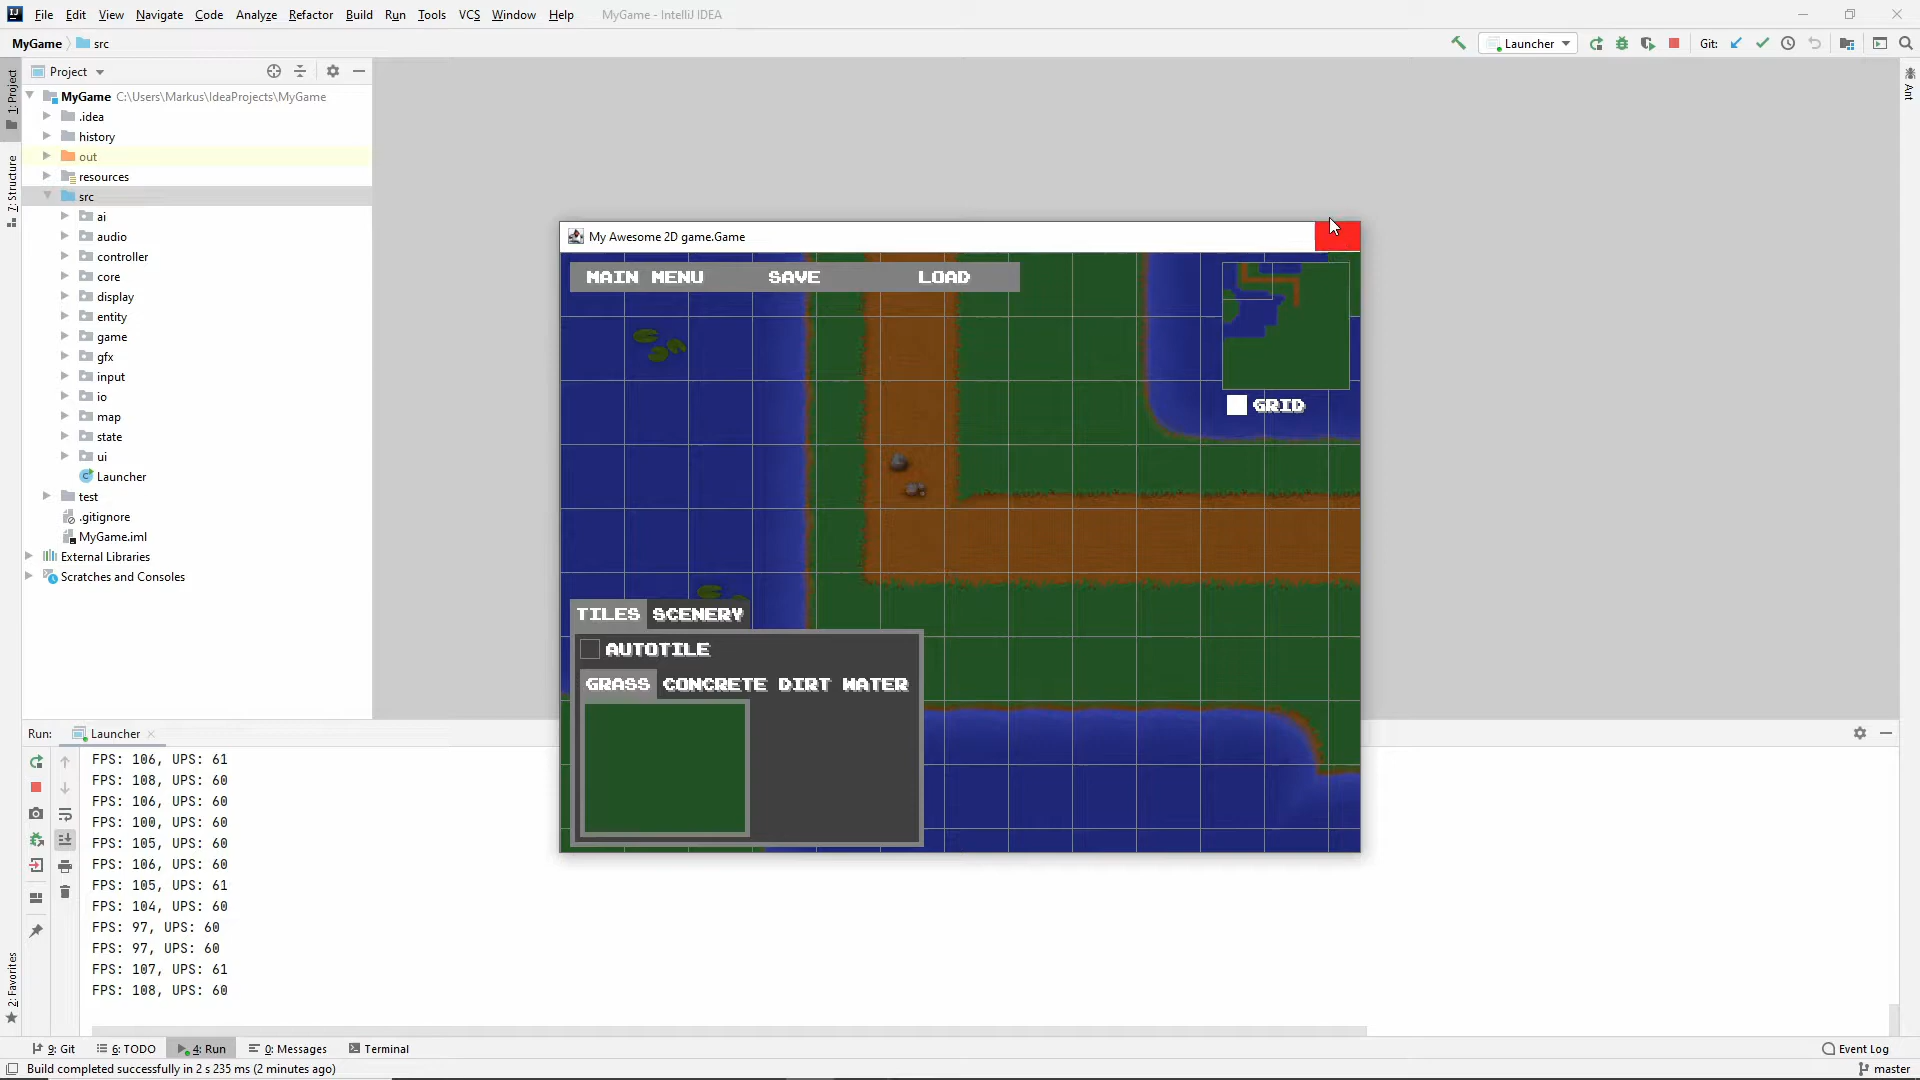 File Edit View Navigate Code Analyze Refactor Build Run Tools VCS Window Help MyGame - IntelliJ IDEA
MyGame src Launcher Git:
1: Project
Project
MyGame C:\Users\Markus\IdeaProjects\MyGame
.idea
history
out
resources
src
ai
audio
controller
core
display
entity
game
gfx
input
io
map
state
ui
Launcher
test
.gitignore
MyGame.iml
External Libraries
Scratches and Consoles
7: Structure
2: Favorites
Ant
My Awesome 2D game.Game
MAIN MENU SAVE LOAD
GRID
TILES SCENERY
AUTOTILE
GRASS CONCRETE DIRT WATER
Run: Launcher
FPS: 106, UPS: 61
FPS: 108, UPS: 60
FPS: 106, UPS: 60
FPS: 100, UPS: 60
FPS: 105, UPS: 60
FPS: 106, UPS: 60
FPS: 105, UPS: 61
FPS: 104, UPS: 60
FPS: 97, UPS: 60
FPS: 97, UPS: 60
FPS: 107, UPS: 61
FPS: 108, UPS: 60
9: Git 6: TODO 4: Run 0: Messages Terminal Event Log
Build completed successfully in 2 s 235 ms (2 minutes ago) master